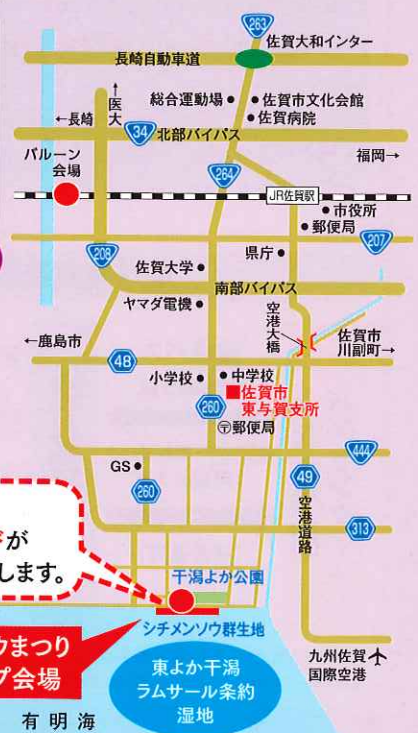 263
佐賀大和インター
長崎自動車道
↑医大
総合運動場
佐賀市文化会館
佐賀病院
←長崎
34
北部バイパス
バルーン
会場
福岡→
264
JR佐賀駅
市役所
郵便局
207
208
県庁
佐賀大学
南部バイパス
ヤマダ電機
空港大橋
←鹿島市
佐賀市
川副町→
48
小学校
中学校
佐賀市
東与賀支所
260
〒郵便局
444
GS
260
49
空港道路
313
が
します。
干潟よか公園
シチメンソウ群生地
ウまつり
プ会場
東よか干潟
ラムサール条約
湿地
九州佐賀
国際空港
有明海